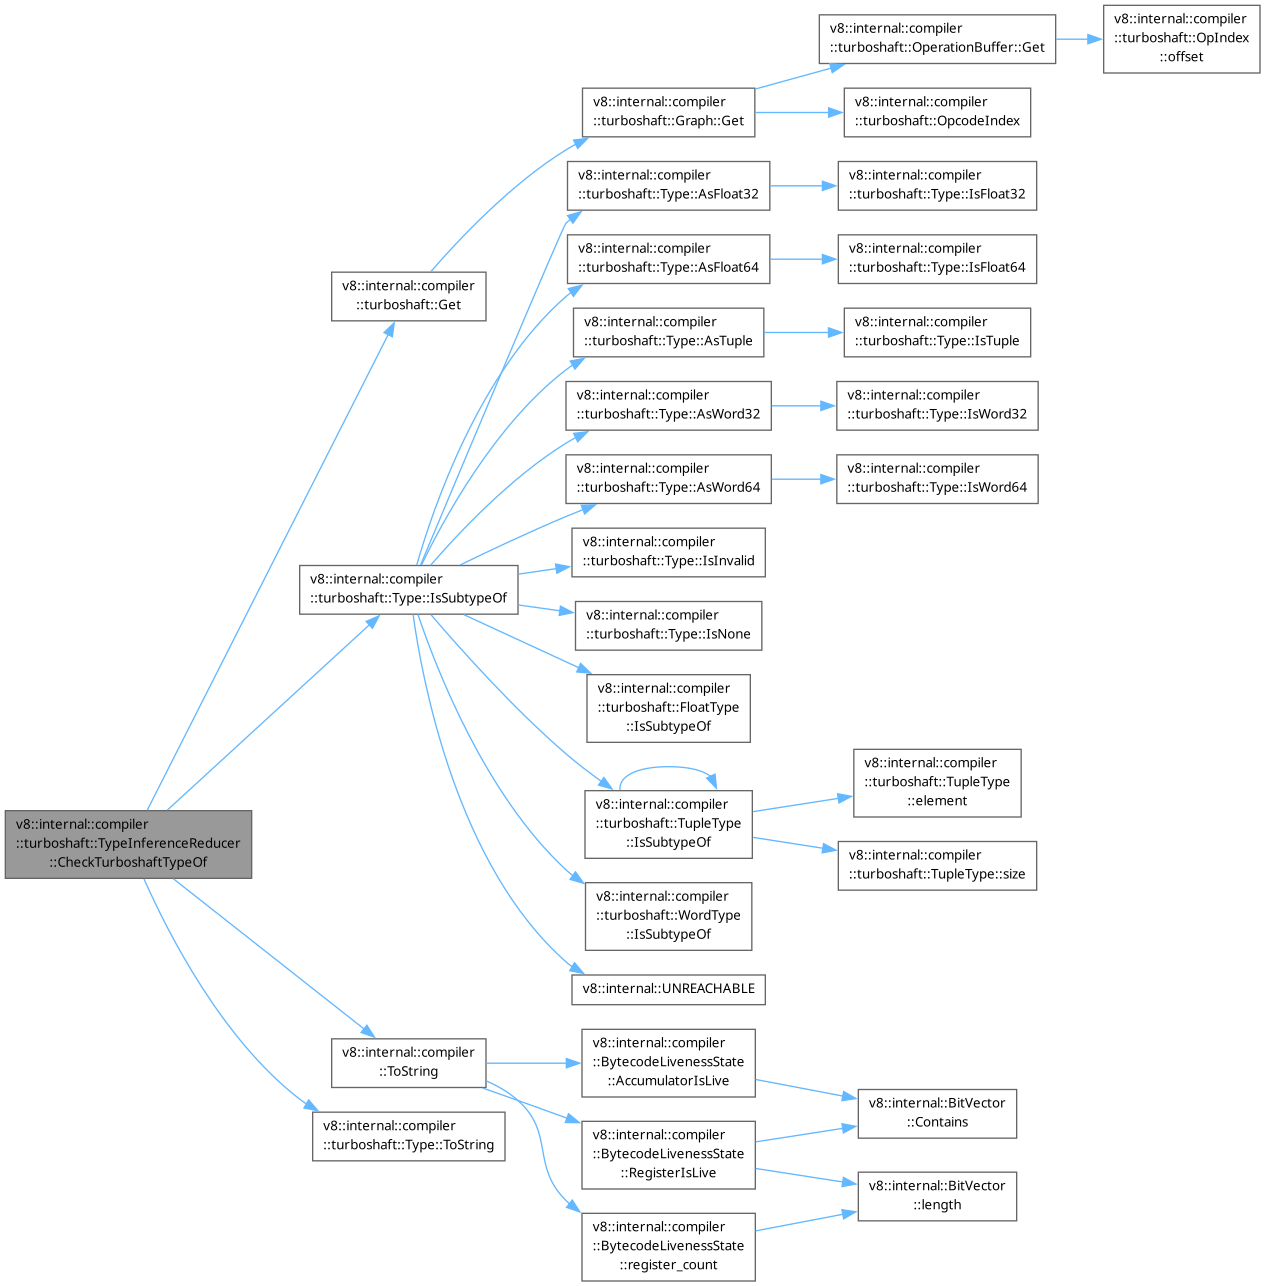 v8::internal::compiler
::turboshaft::TypeInferenceReducer
::CheckTurboshaftTypeOf
v8::internal::compiler
::turboshaft::Get
v8::internal::compiler
::turboshaft::Graph::Get
v8::internal::compiler
::turboshaft::OperationBuffer::Get
v8::internal::compiler
::turboshaft::OpIndex
::offset
v8::internal::compiler
::turboshaft::OpcodeIndex
v8::internal::compiler
::turboshaft::Type::IsSubtypeOf
v8::internal::compiler
::turboshaft::Type::AsFloat32
v8::internal::compiler
::turboshaft::Type::IsFloat32
v8::internal::compiler
::turboshaft::Type::AsFloat64
v8::internal::compiler
::turboshaft::Type::IsFloat64
v8::internal::compiler
::turboshaft::Type::AsTuple
v8::internal::compiler
::turboshaft::Type::IsTuple
v8::internal::compiler
::turboshaft::Type::AsWord32
v8::internal::compiler
::turboshaft::Type::IsWord32
v8::internal::compiler
::turboshaft::Type::AsWord64
v8::internal::compiler
::turboshaft::Type::IsWord64
v8::internal::compiler
::turboshaft::Type::IsInvalid
v8::internal::compiler
::turboshaft::Type::IsNone
v8::internal::compiler
::turboshaft::FloatType
::IsSubtypeOf
v8::internal::compiler
::turboshaft::TupleType
::IsSubtypeOf
v8::internal::compiler
::turboshaft::TupleType
::element
v8::internal::compiler
::turboshaft::TupleType::size
v8::internal::compiler
::turboshaft::WordType
::IsSubtypeOf
v8::internal::UNREACHABLE
v8::internal::compiler
::ToString
v8::internal::compiler
::BytecodeLivenessState
::AccumulatorIsLive
v8::internal::BitVector
::Contains
v8::internal::compiler
::BytecodeLivenessState
::RegisterIsLive
v8::internal::BitVector
::length
v8::internal::compiler
::BytecodeLivenessState
::register_count
v8::internal::compiler
::turboshaft::Type::ToString